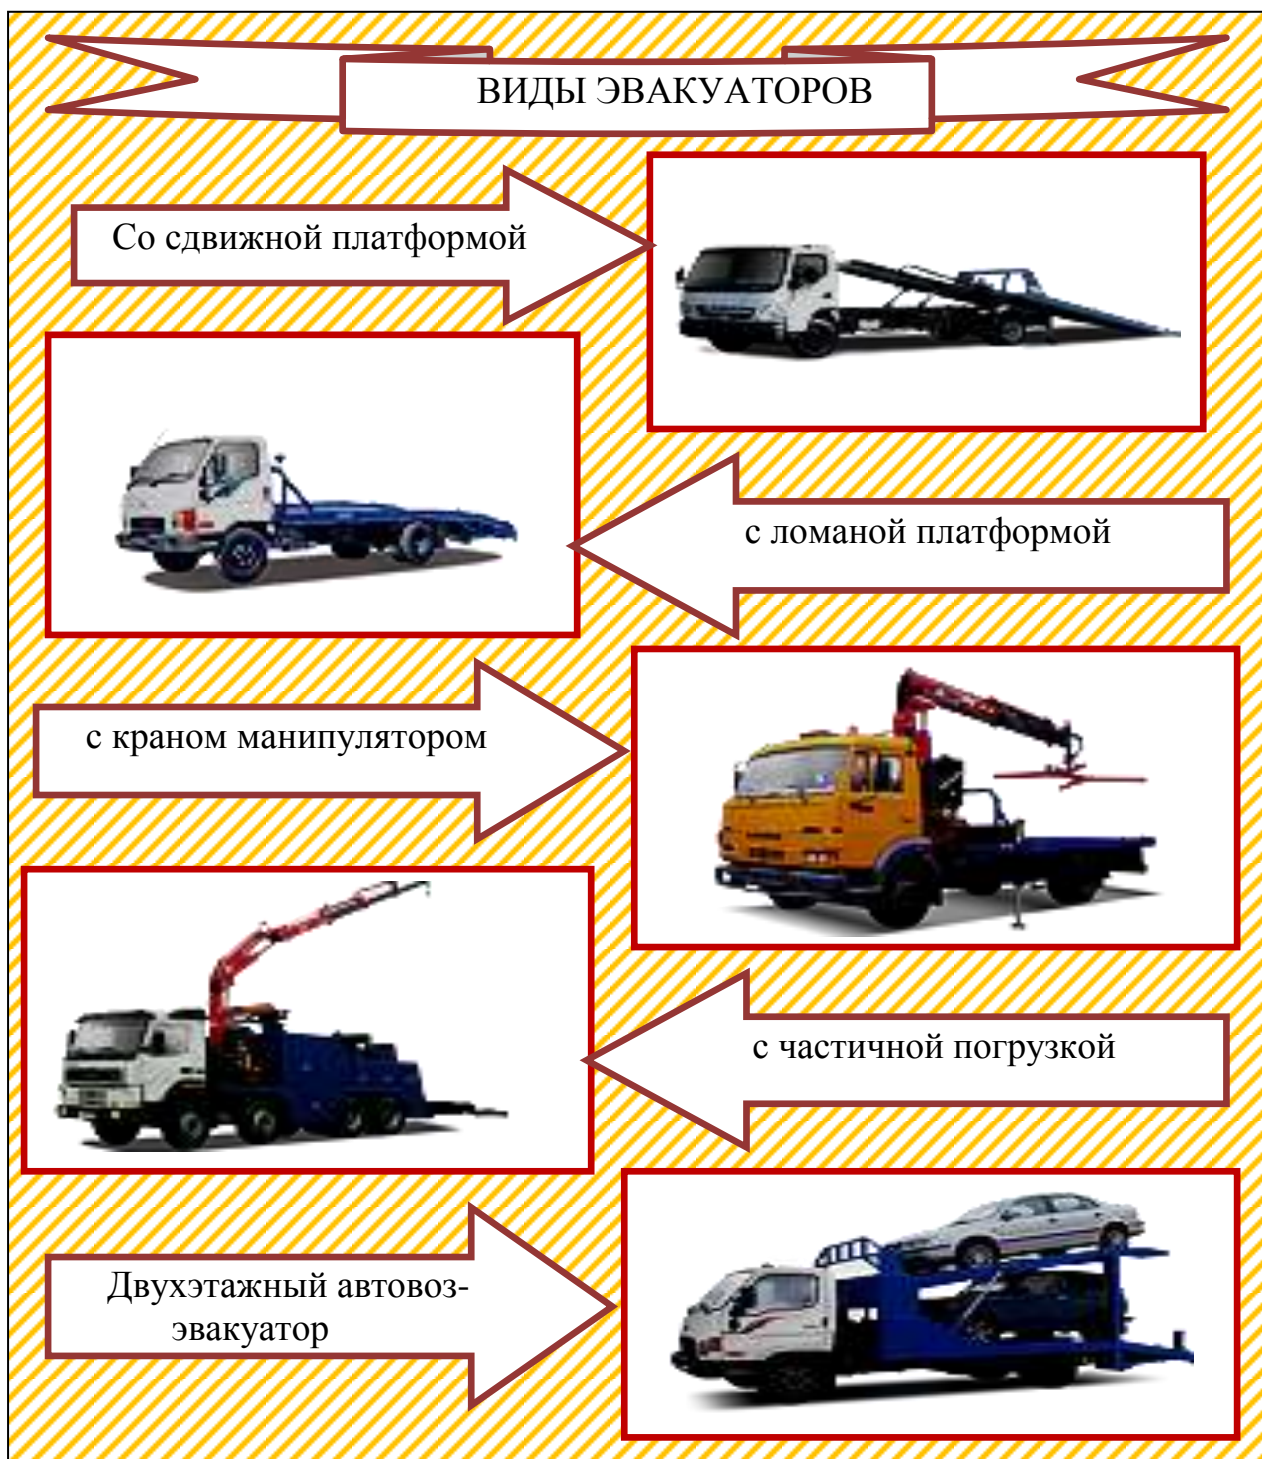 ВИДЫ ЭВАКУАТОРОВ
Со сдвижной платформой
с ломаной платформой
с краном манипулятором
с частичной погрузкой
Двухэтажный автовоз-
эвакуатор